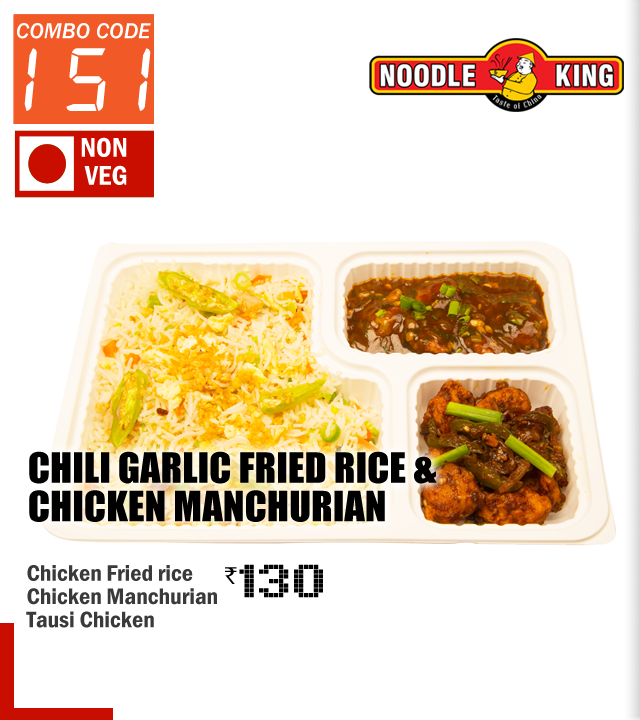 COMBO CODE
151
NON
VEG
NOODLE KING
Taste of China
CHILI GARLIC FRIED RICE &
CHICKEN MANCHURIAN
Chicken Fried rice
Chicken Manchurian
Tausi Chicken
₹130